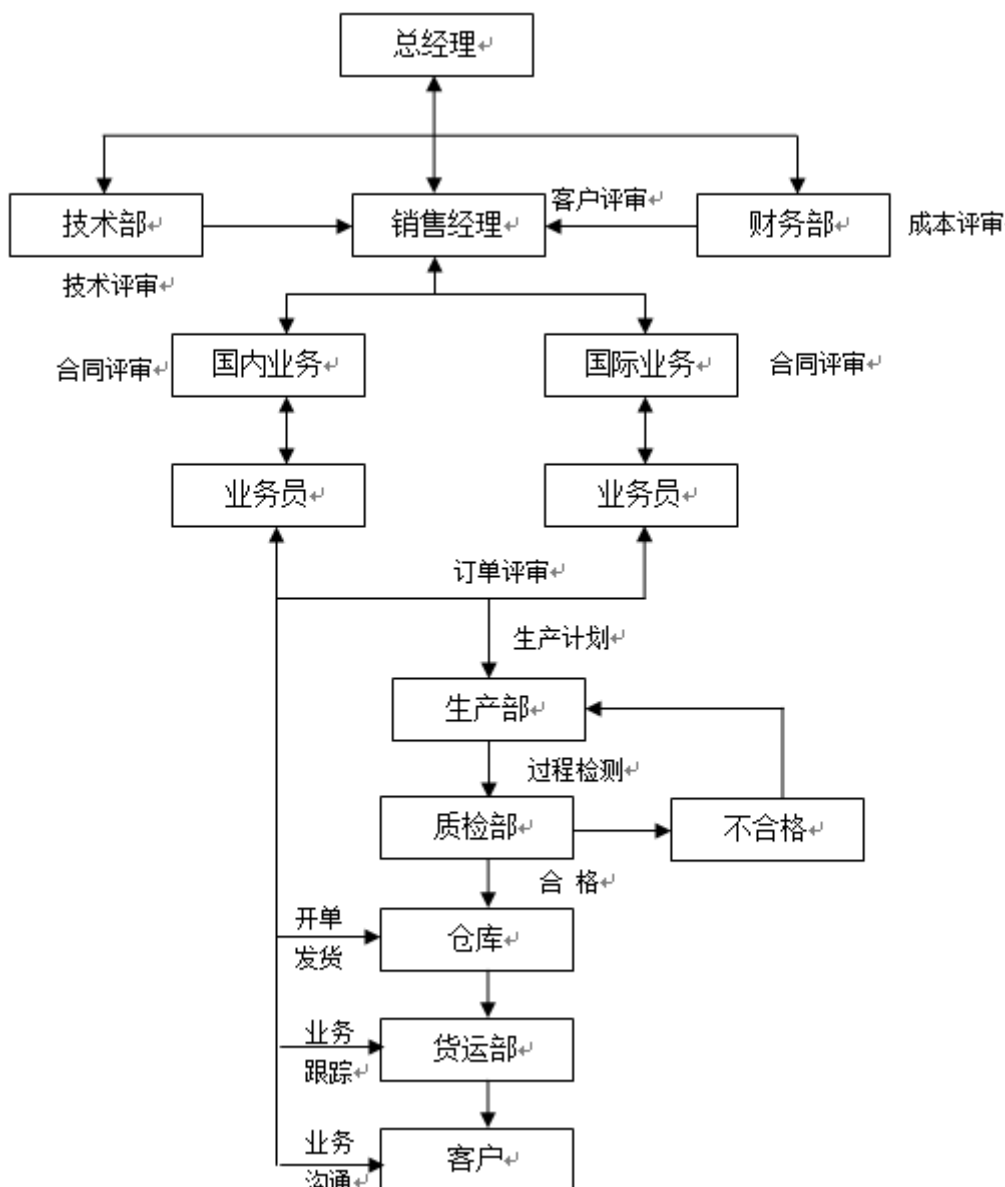 总经理
客户评审
技术部
销售经理
财务部
成本评审
技术评审
合同评审
国内业务
国际业务
合同评审
业务员
业务员
订单评审
生产计划
生产部
过程检测
质检部
不合格
合 格
开单
发货
仓库
业务
跟踪
货运部
业务
沟通
客户